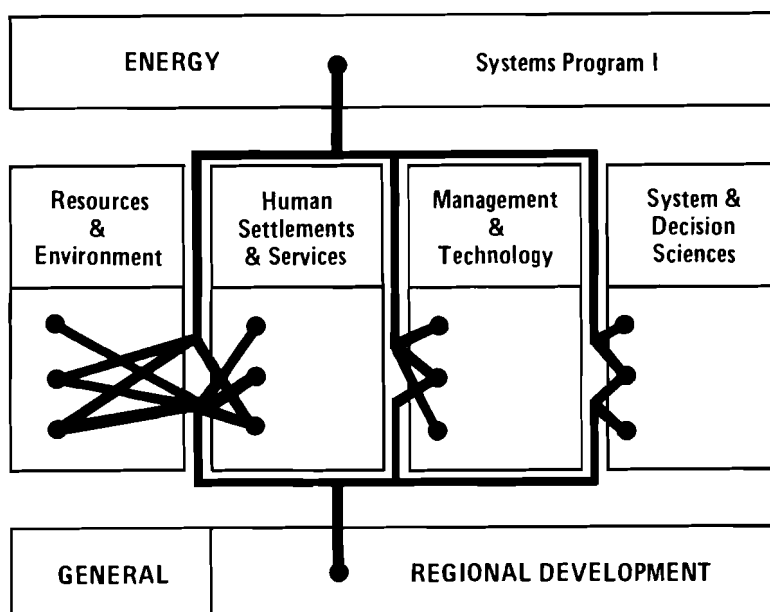 ENERGY Systems Program I
Resources
&
Environment
Human
Settlements
& Services
Management
&
Technology
System &
Decision
Sciences
GENERAL REGIONAL DEVELOPMENT